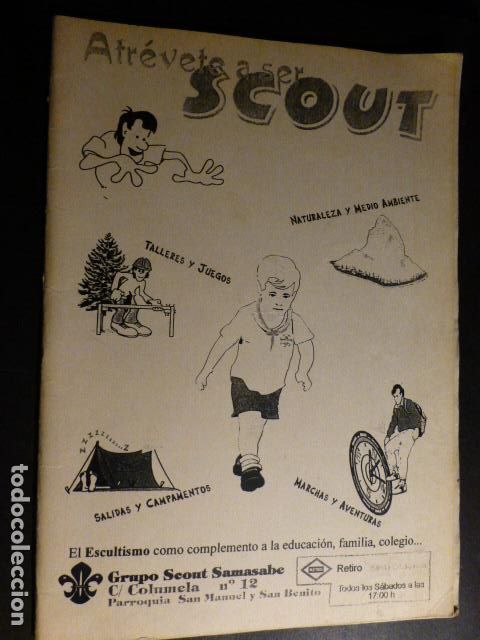 Atrévete a ser
SCOUT
NATURALEZA Y MEDIO AMBIENTE
TALLERES Y JUEGOS
ZZZzzzz.....z
SALIDAS Y CAMPAMENTOS
MARCHAS Y AVENTURAS
El Escultismo como complemento a la educación, familia, colegio...
Grupo Scout Samasabe
C/ Columela nº 12
Parroquia San Manuel y San Benito
Retiro
Todos los Sábados a las
17:00 h
todocoleccion